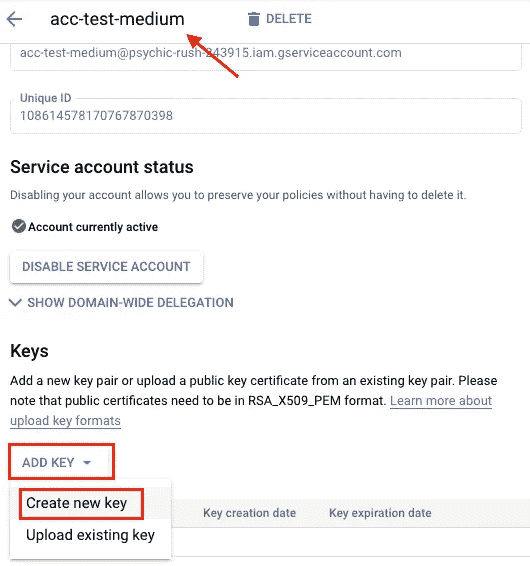 acc-test-medium
DELETE
acc-test-medium@psychic-rush-243915.iam.gserviceaccount.com
Unique ID
108614578170767870398
Service account status
Disabling your account allows you to preserve your policies without having to delete it.
Account currently active
DISABLE SERVICE ACCOUNT
SHOW DOMAIN-WIDE DELEGATION
Keys
Add a new key pair or upload a public key certificate from an existing key pair. Please
note that public certificates need to be in RSA_X509_PEM format. Learn more about
upload key formats
ADD KEY
Create new key
Key creation date
Key expiration date
Upload existing key